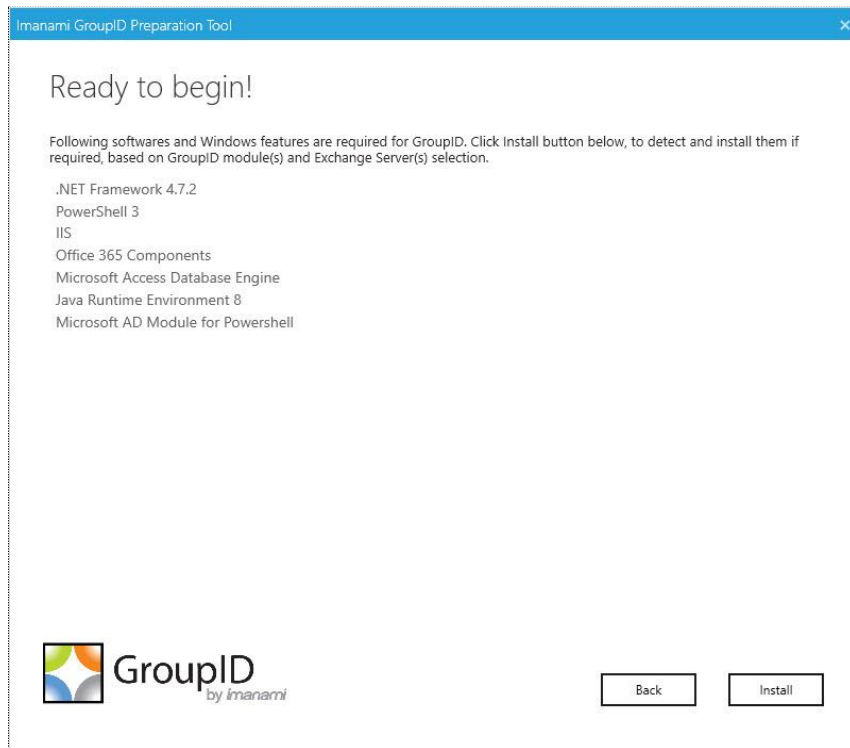 Imanami GroupID Preparation Tool
Ready to begin!
Following softwares and Windows features are required for GroupID. Click Install button below, to detect and install them if
required, based on GroupID module(s) and Exchange Server(s) selection.
.NET Framework 4.7.2
PowerShell 3
IIS
Office 365 Components
Microsoft Access Database Engine
Java Runtime Environment 8
Microsoft AD Module for Powershell
GroupID
by imanami
Back
Install